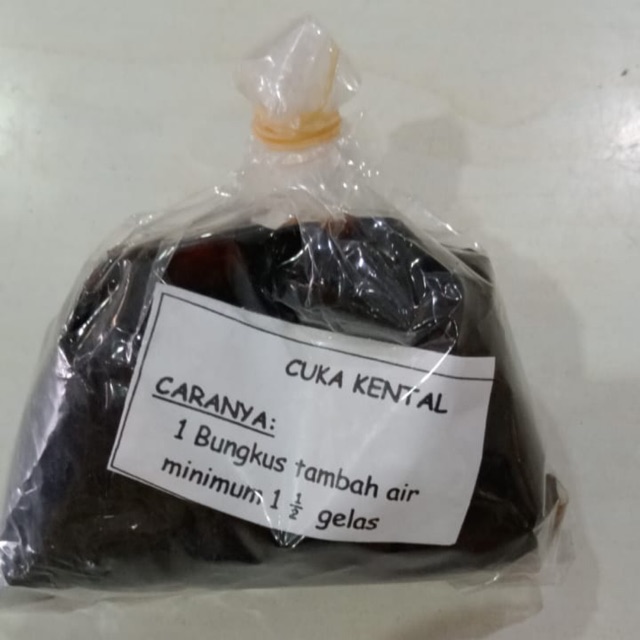 CUKA KENTAL
CARANYA:
1 Bungkus tambah air
minimum 1 ½ gelas